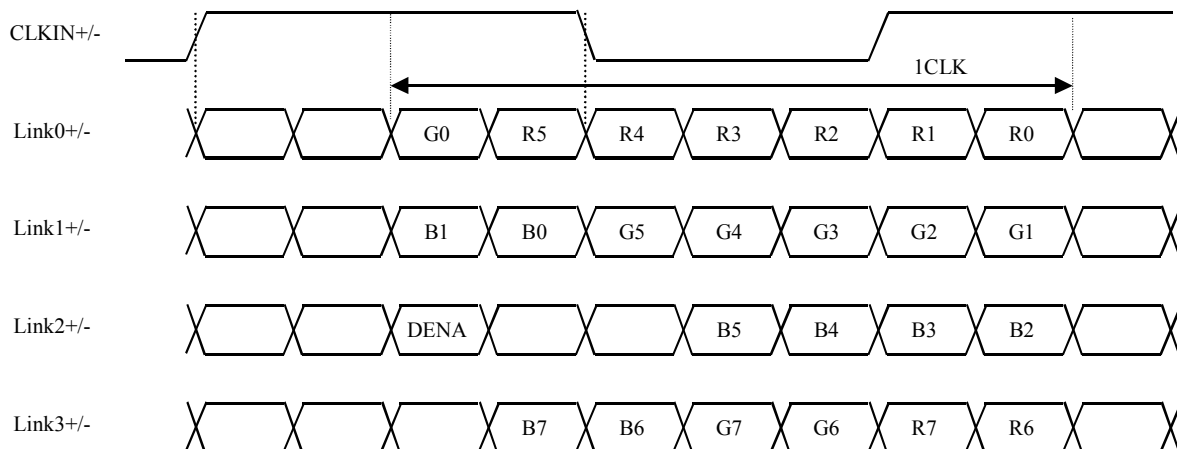 CLKIN+/-
1CLK
Link0+/- G0 R5 R4 R3 R2 R1 R0
Link1+/- B1 B0 G5 G4 G3 G2 G1
Link2+/- DENA B5 B4 B3 B2
Link3+/- B7 B6 G7 G6 R7 R6